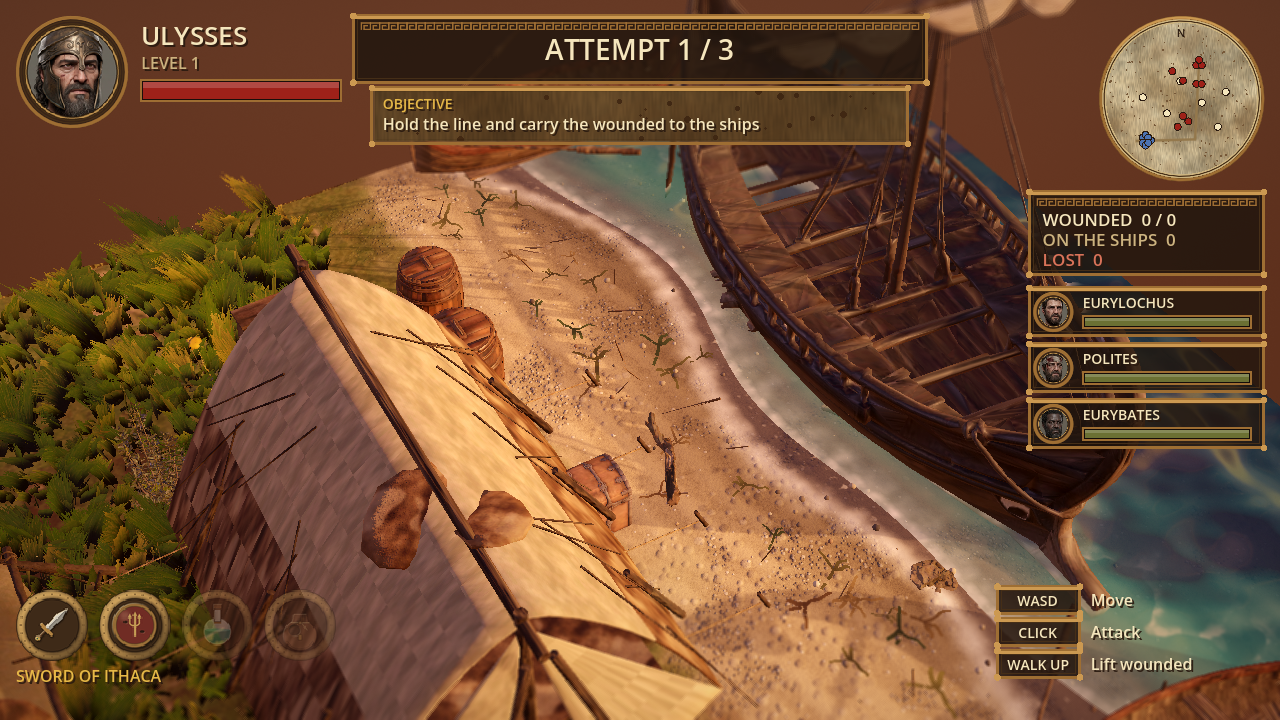 ULYSSES
LEVEL 1
ATTEMPT 1 / 3
OBJECTIVE
Hold the line and carry the wounded to the ships
N
WOUNDED 0 / 0
ON THE SHIPS 0
LOST 0
EURYLOCHUS
POLITES
EURYBATES
SWORD OF ITHACA
WASD Move
CLICK Attack
WALK UP Lift wounded